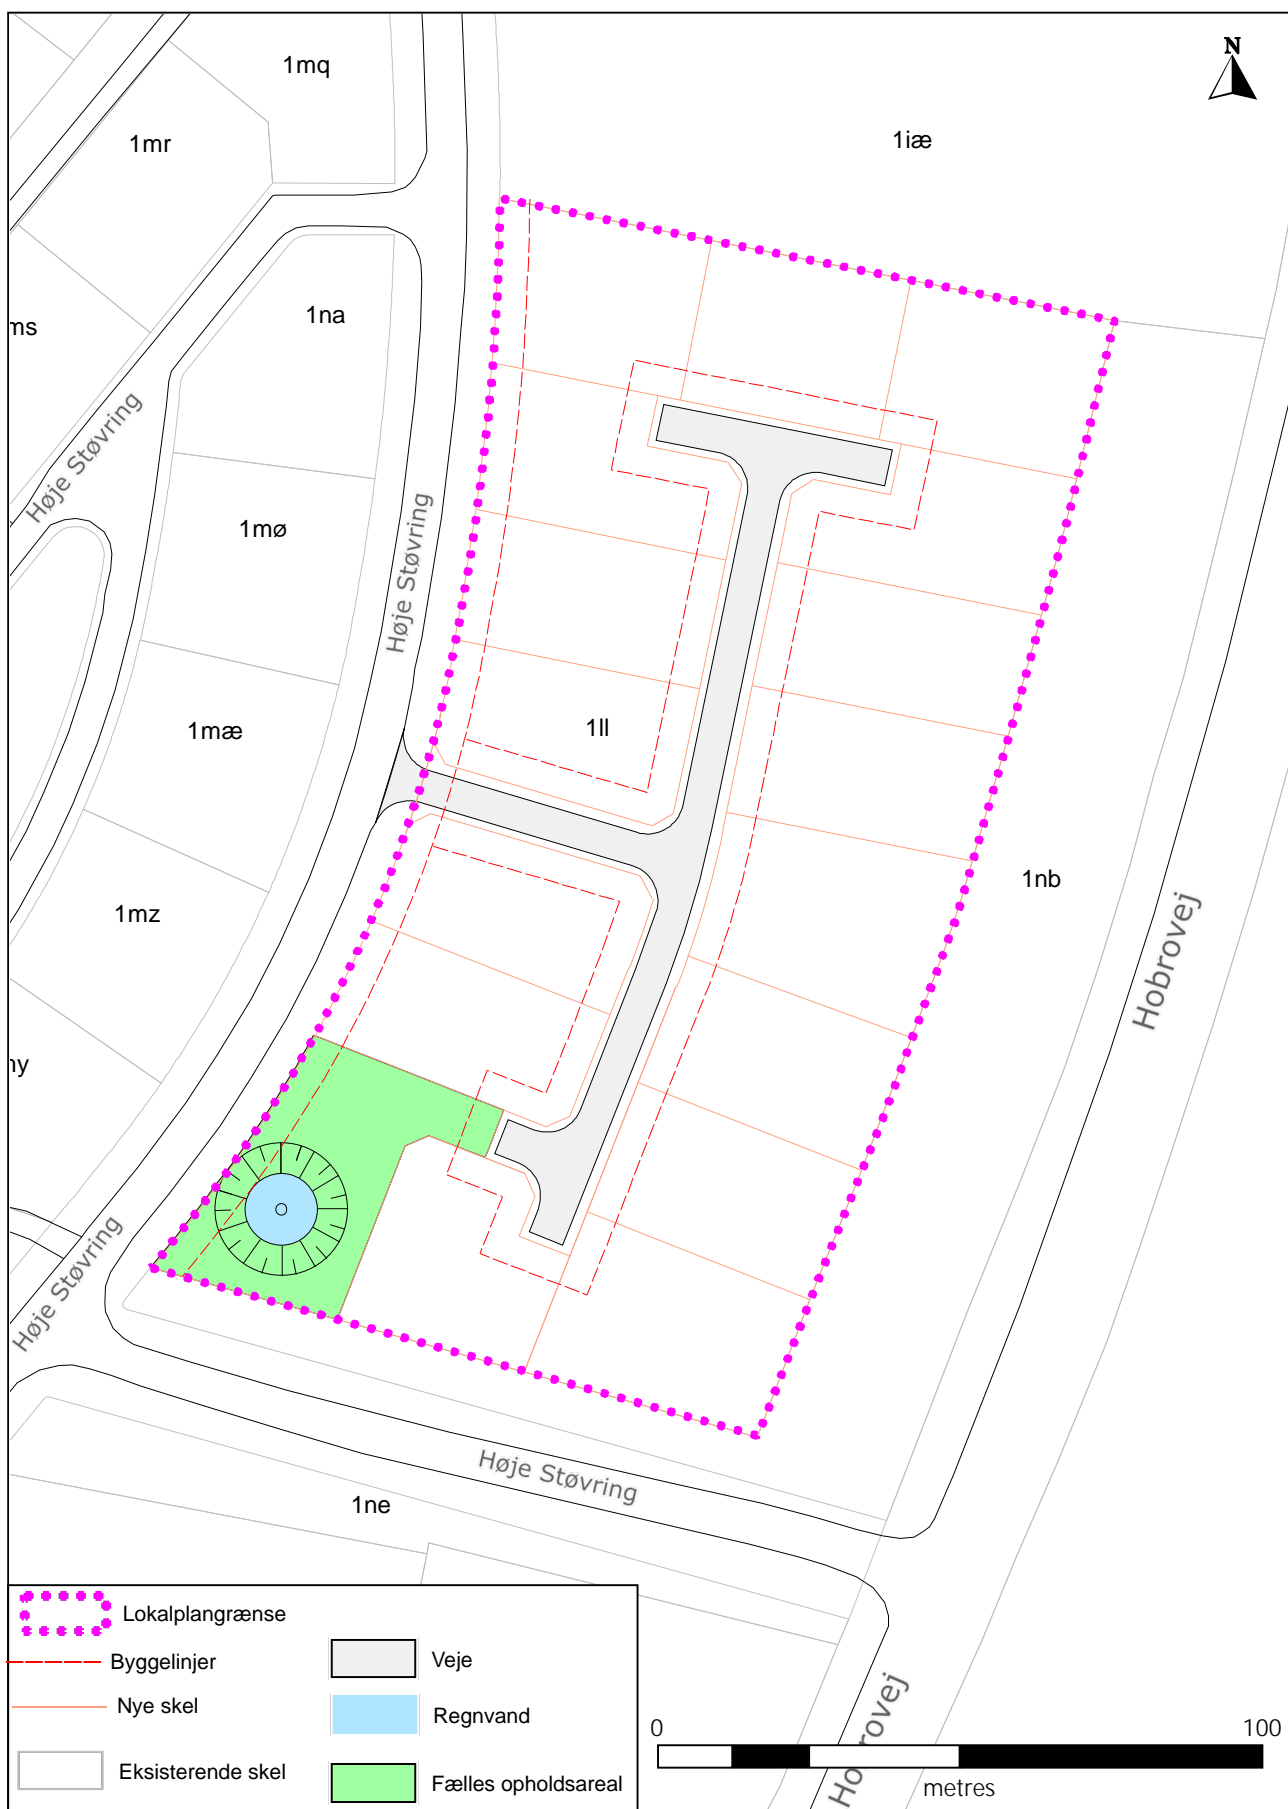 N
1mq
1mr
1iæ
1na
ms
Høje Støvring
1mø
Høje Støvring
1mæ
1ll
1nb
1mz
Hobrovej
Høje Støvring
Høje Støvring
1ne
Lokalplangrænse
Byggelinjer
Nye skel
Eksisterende skel
Veje
Regnvand
Fælles opholdsareal
Hobrovej
0
100
metres